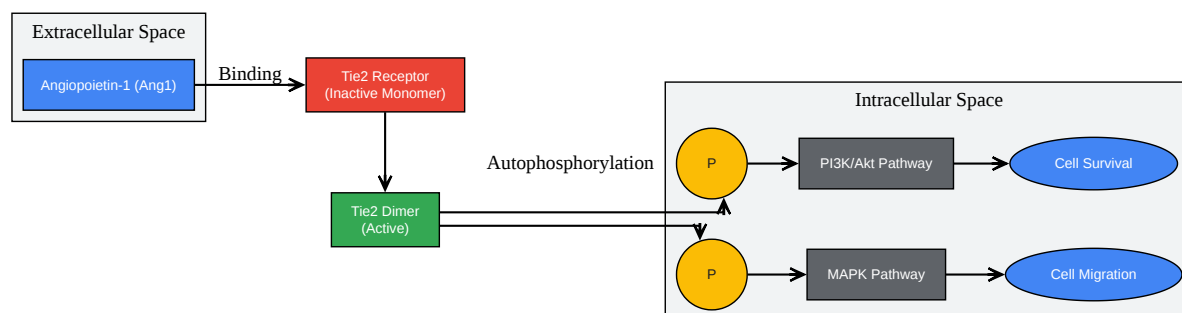 Extracellular Space
Angiopoietin-1 (Ang1)
Binding
Tie2 Receptor
(Inactive Monomer)
Tie2 Dimer
(Active)
Autophosphorylation
Intracellular Space
P
PI3K/Akt Pathway
Cell Survival
P
MAPK Pathway
Cell Migration